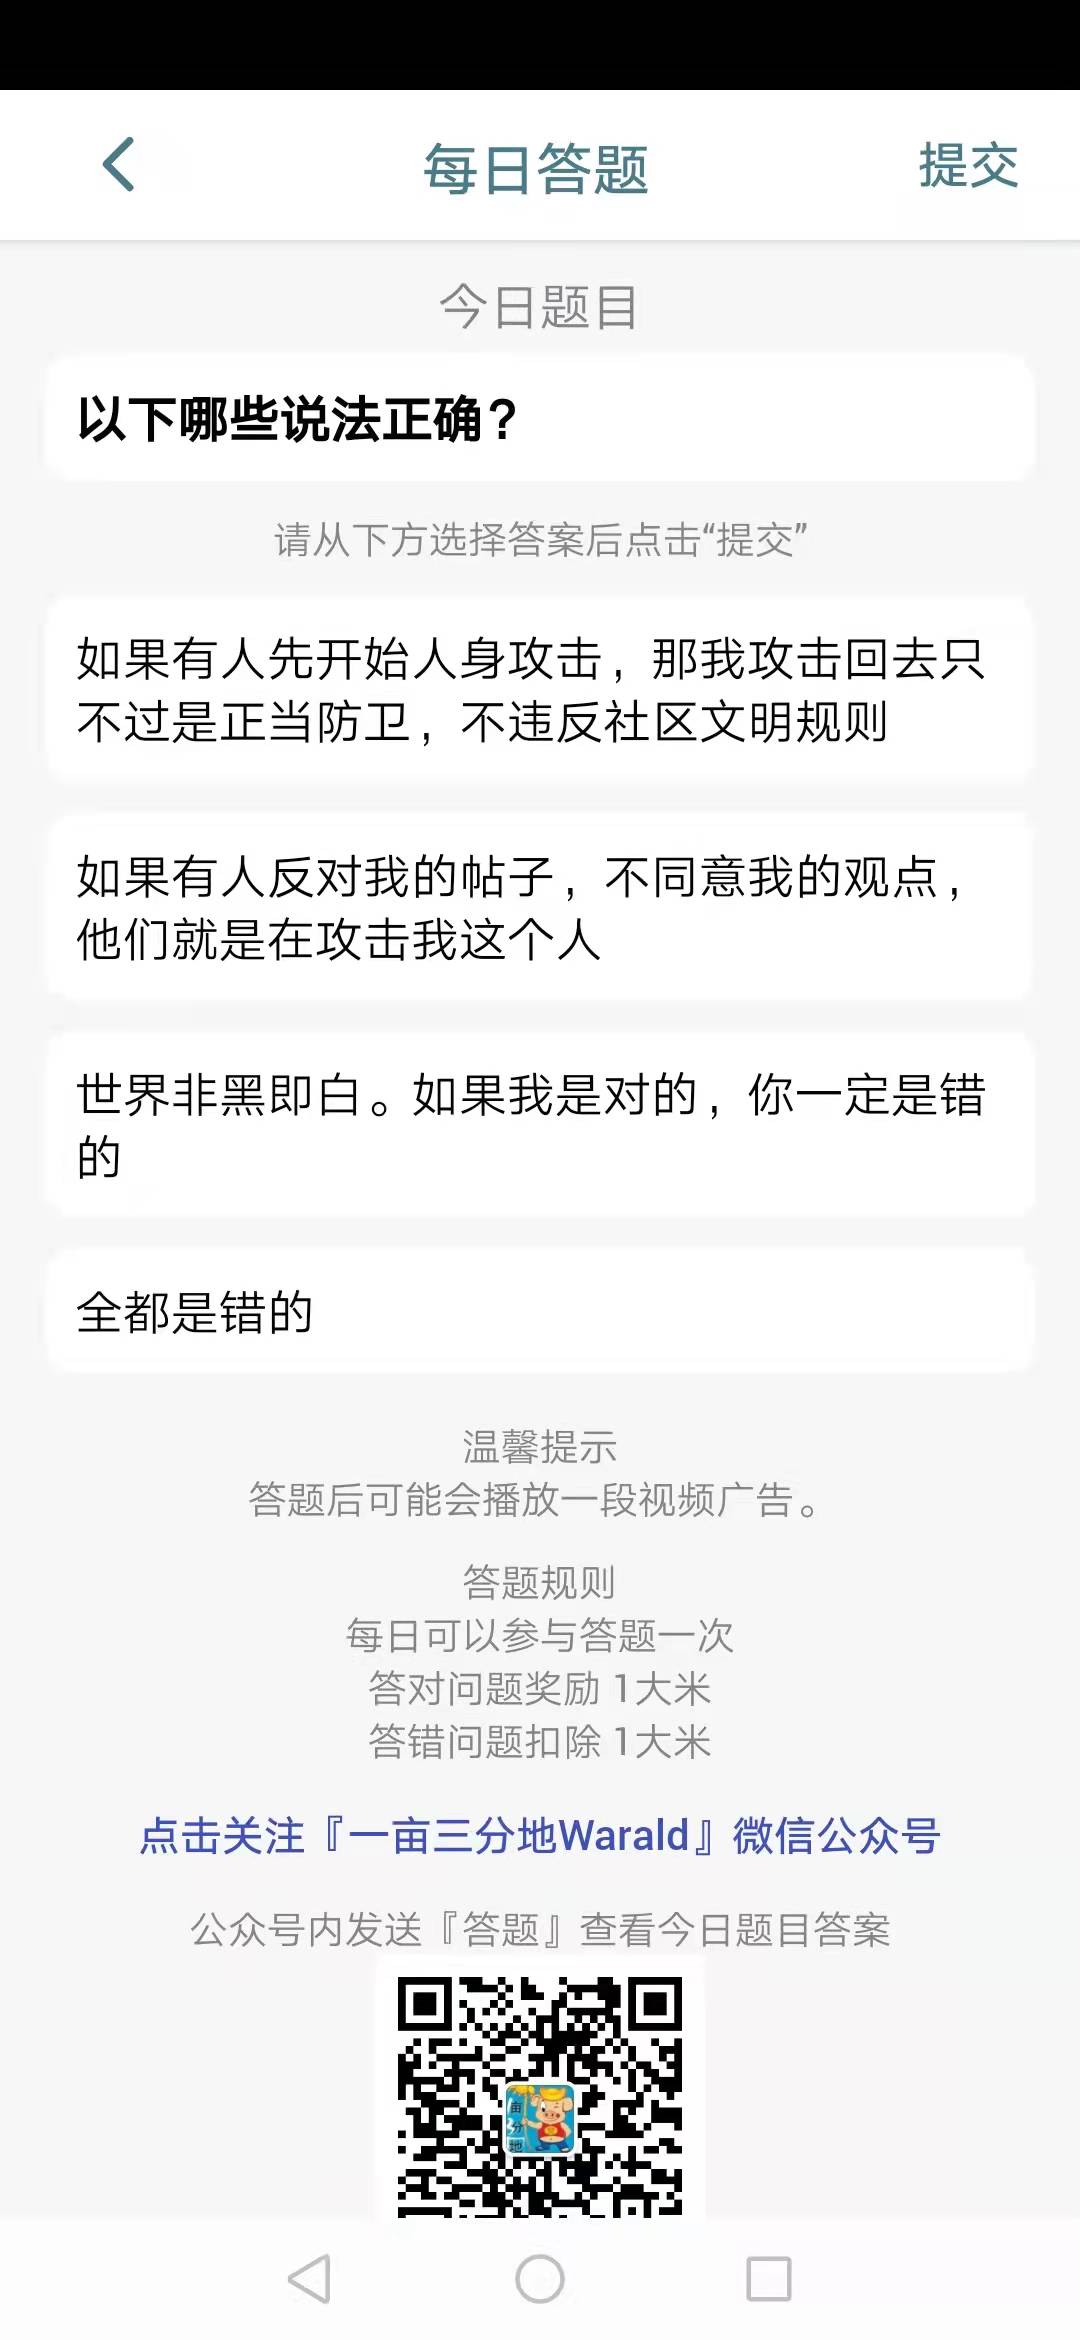 每日答题
提交
今日题目
以下哪些说法正确？
请从下方选择答案后点击“提交”
如果有人先开始人身攻击，那我攻击回去只
不过是正当防卫，不违反社区文明规则
如果有人反对我的帖子，不同意我的观点，
他们就是在攻击我这个人
世界非黑即白。如果我是对的，你一定是错
的
全都是错的
温馨提示
答题后可能会播放一段视频广告。
答题规则
每日可以参与答题一次
答对问题奖励 1大米
答错问题扣除 1大米
点击关注『一亩三分地Warald』微信公众号
公众号内发送『答题』查看今日题目答案